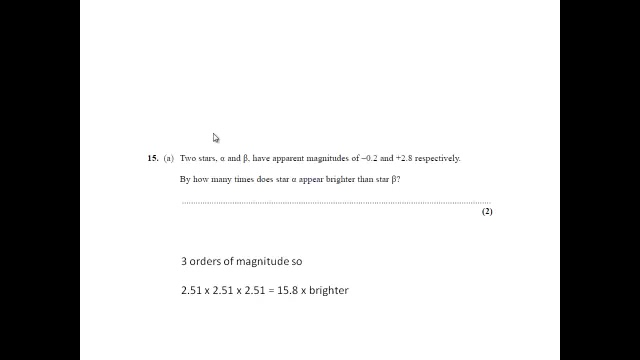 15. (a) Two stars, α and β, have apparent magnitudes of −0.2 and +2.8 respectively.
By how many times does star α appear brighter than star β?
(2)
3 orders of magnitude so
2.51 x 2.51 x 2.51 = 15.8 x brighter